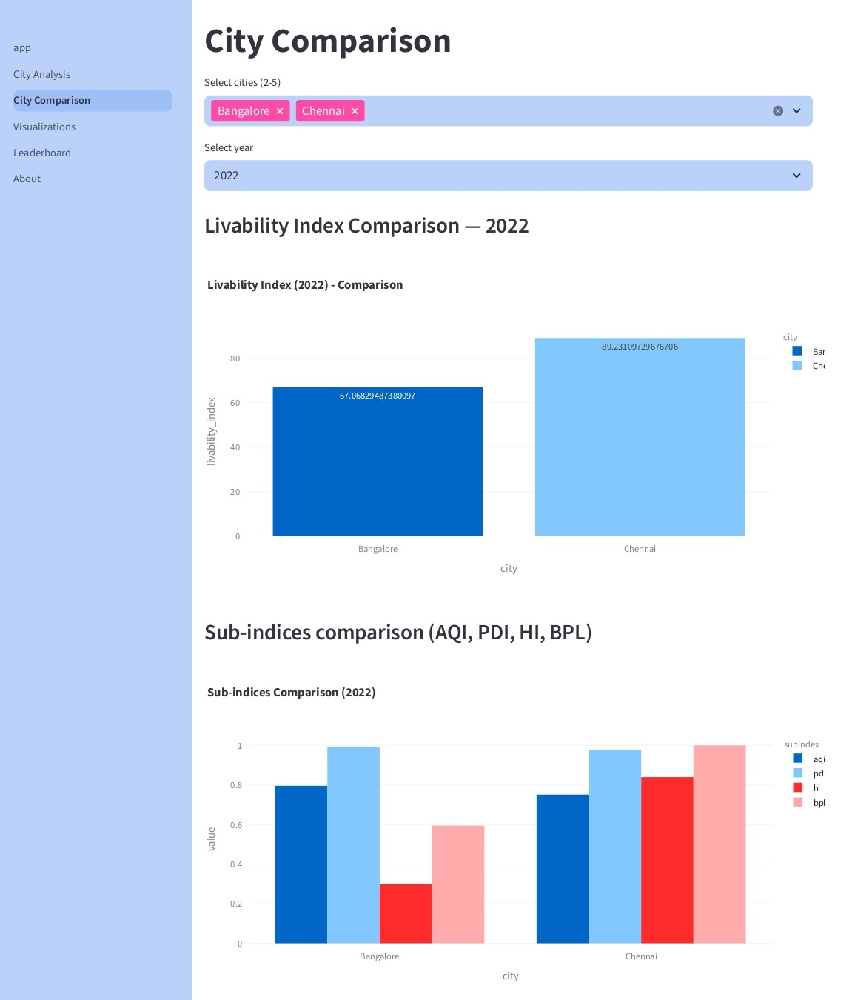 app
City Analysis
City Comparison
Visualizations
Leaderboard
About
City Comparison
Select cities (2-5)
Bangalore
Chennai
Select year
2022
Livability Index Comparison — 2022
Livability Index (2022) - Comparison
livability_index
80
60
40
20
0
67.06829487380097
89.23109729676706
Bangalore
Chennai
city
city
Bar
Che
Sub-indices comparison (AQI, PDI, HI, BPL)
Sub-indices Comparison (2022)
value
1
0.8
0.6
0.4
0.2
0
Bangalore
Chennai
city
subindex
aqi
pdi
hi
bpl